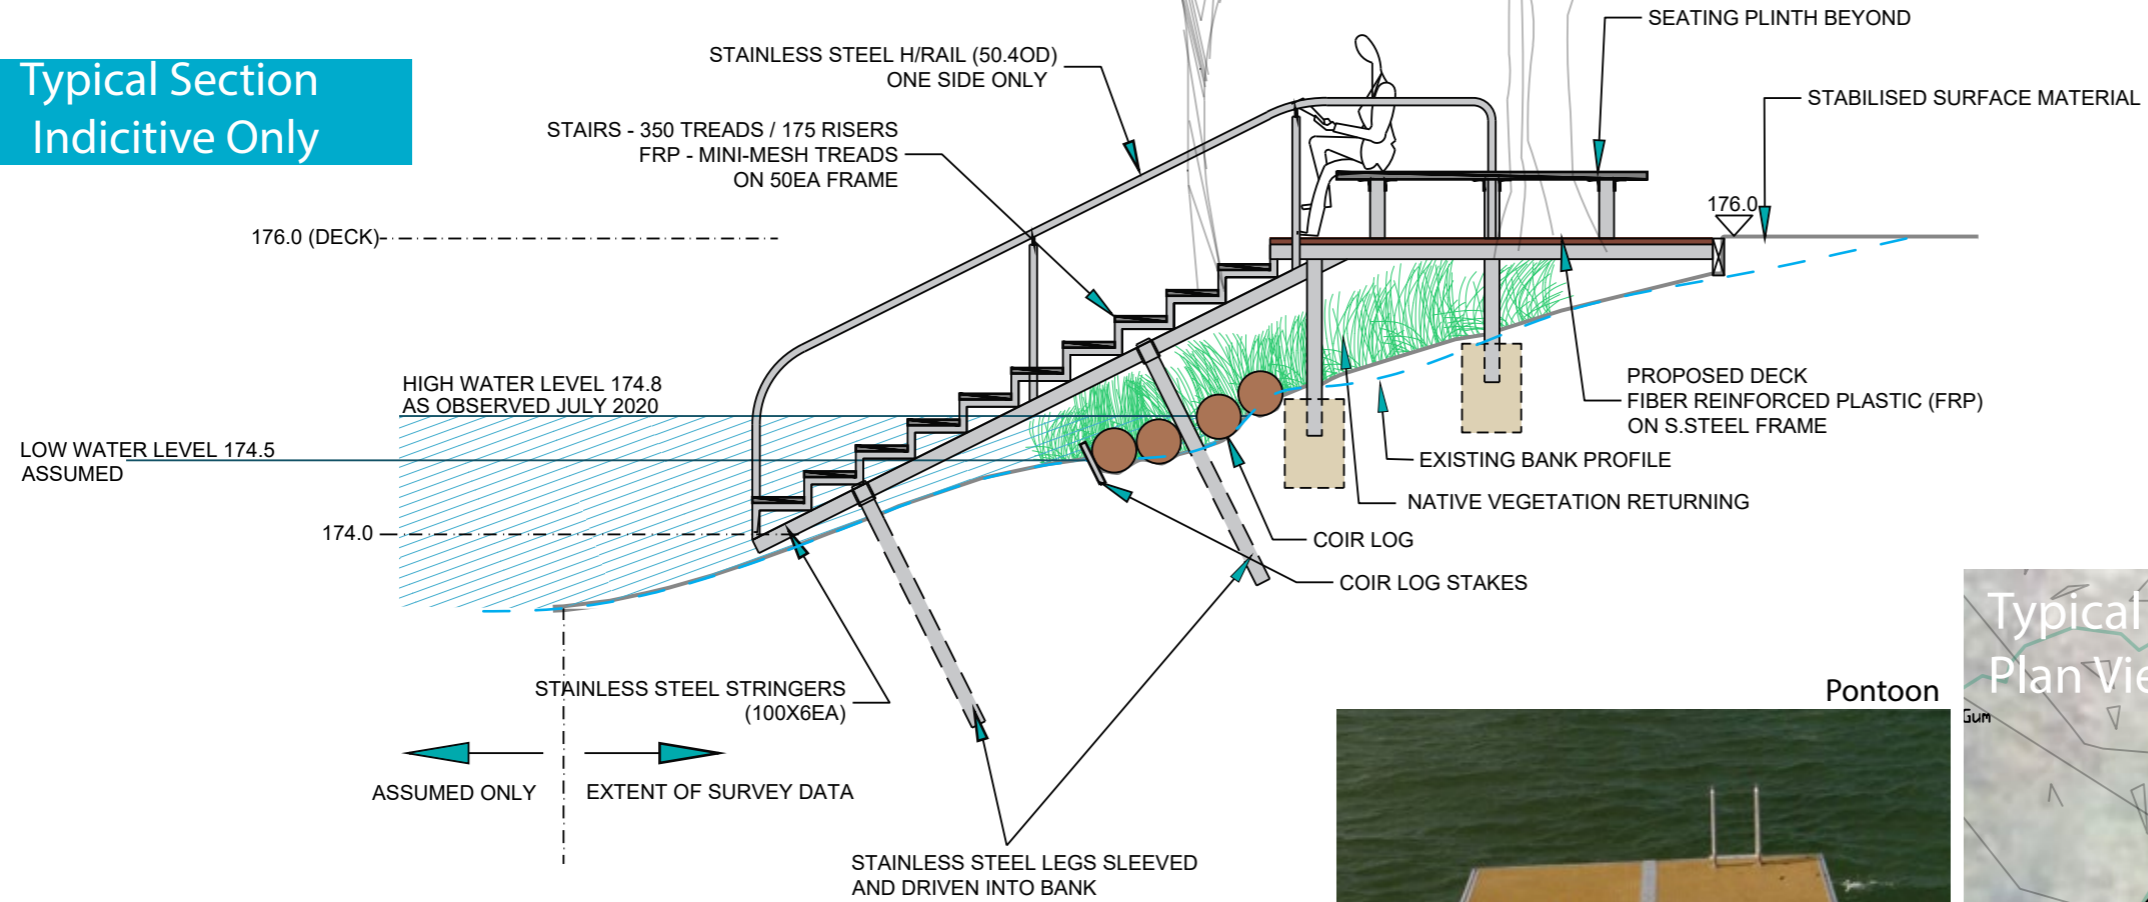 Typical Section
Indicitive Only
STAINLESS STEEL H/RAIL (50.4OD)
ONE SIDE ONLY
STAIRS - 350 TREADS / 175 RISERS
FRP - MINI-MESH TREADS
ON 50EA FRAME
SEATING PLINTH BEYOND
STABILISED SURFACE MATERIAL
176.0
176.0 (DECK)
HIGH WATER LEVEL 174.8
AS OBSERVED JULY 2020
LOW WATER LEVEL 174.5
ASSUMED
174.0
PROPOSED DECK
FIBER REINFORCED PLASTIC (FRP)
ON S.STEEL FRAME
EXISTING BANK PROFILE
NATIVE VEGETATION RETURNING
COIR LOG
COIR LOG STAKES
STAINLESS STEEL STRINGERS
(100X6EA)
ASSUMED ONLY
EXTENT OF SURVEY DATA
STAINLESS STEEL LEGS SLEEVED
AND DRIVEN INTO BANK
Pontoon
Typical
Plan Vie
Gum